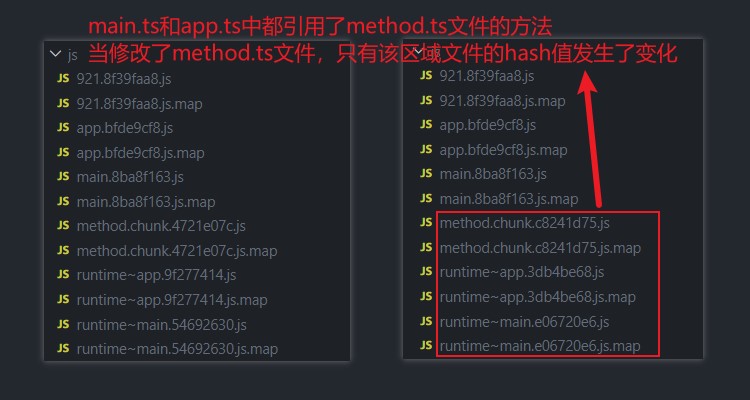 main.ts和app.ts中都引用了method.ts文件的方法
当修改了method.ts文件，只有该区域文件的hash值发生了变化
js
JS 921.8f39faa8.js
JS 921.8f39faa8.js.map
JS app.bfde9cf8.js
JS app.bfde9cf8.js.map
JS main.8ba8f163.js
JS main.8ba8f163.js.map
JS method.chunk.4721e07c.js
JS method.chunk.4721e07c.js.map
JS runtime~app.9f277414.js
JS runtime~app.9f277414.js.map
JS runtime~main.54692630.js
JS runtime~main.54692630.js.map
JS 921.8f39faa8.js
JS 921.8f39faa8.js.map
JS app.bfde9cf8.js
JS app.bfde9cf8.js.map
JS main.8ba8f163.js
JS main.8ba8f163.js.map
JS method.chunk.c8241d75.js
JS method.chunk.c8241d75.js.map
JS runtime~app.3db4be68.js
JS runtime~app.3db4be68.js.map
JS runtime~main.e06720e6.js
JS runtime~main.e06720e6.js.map